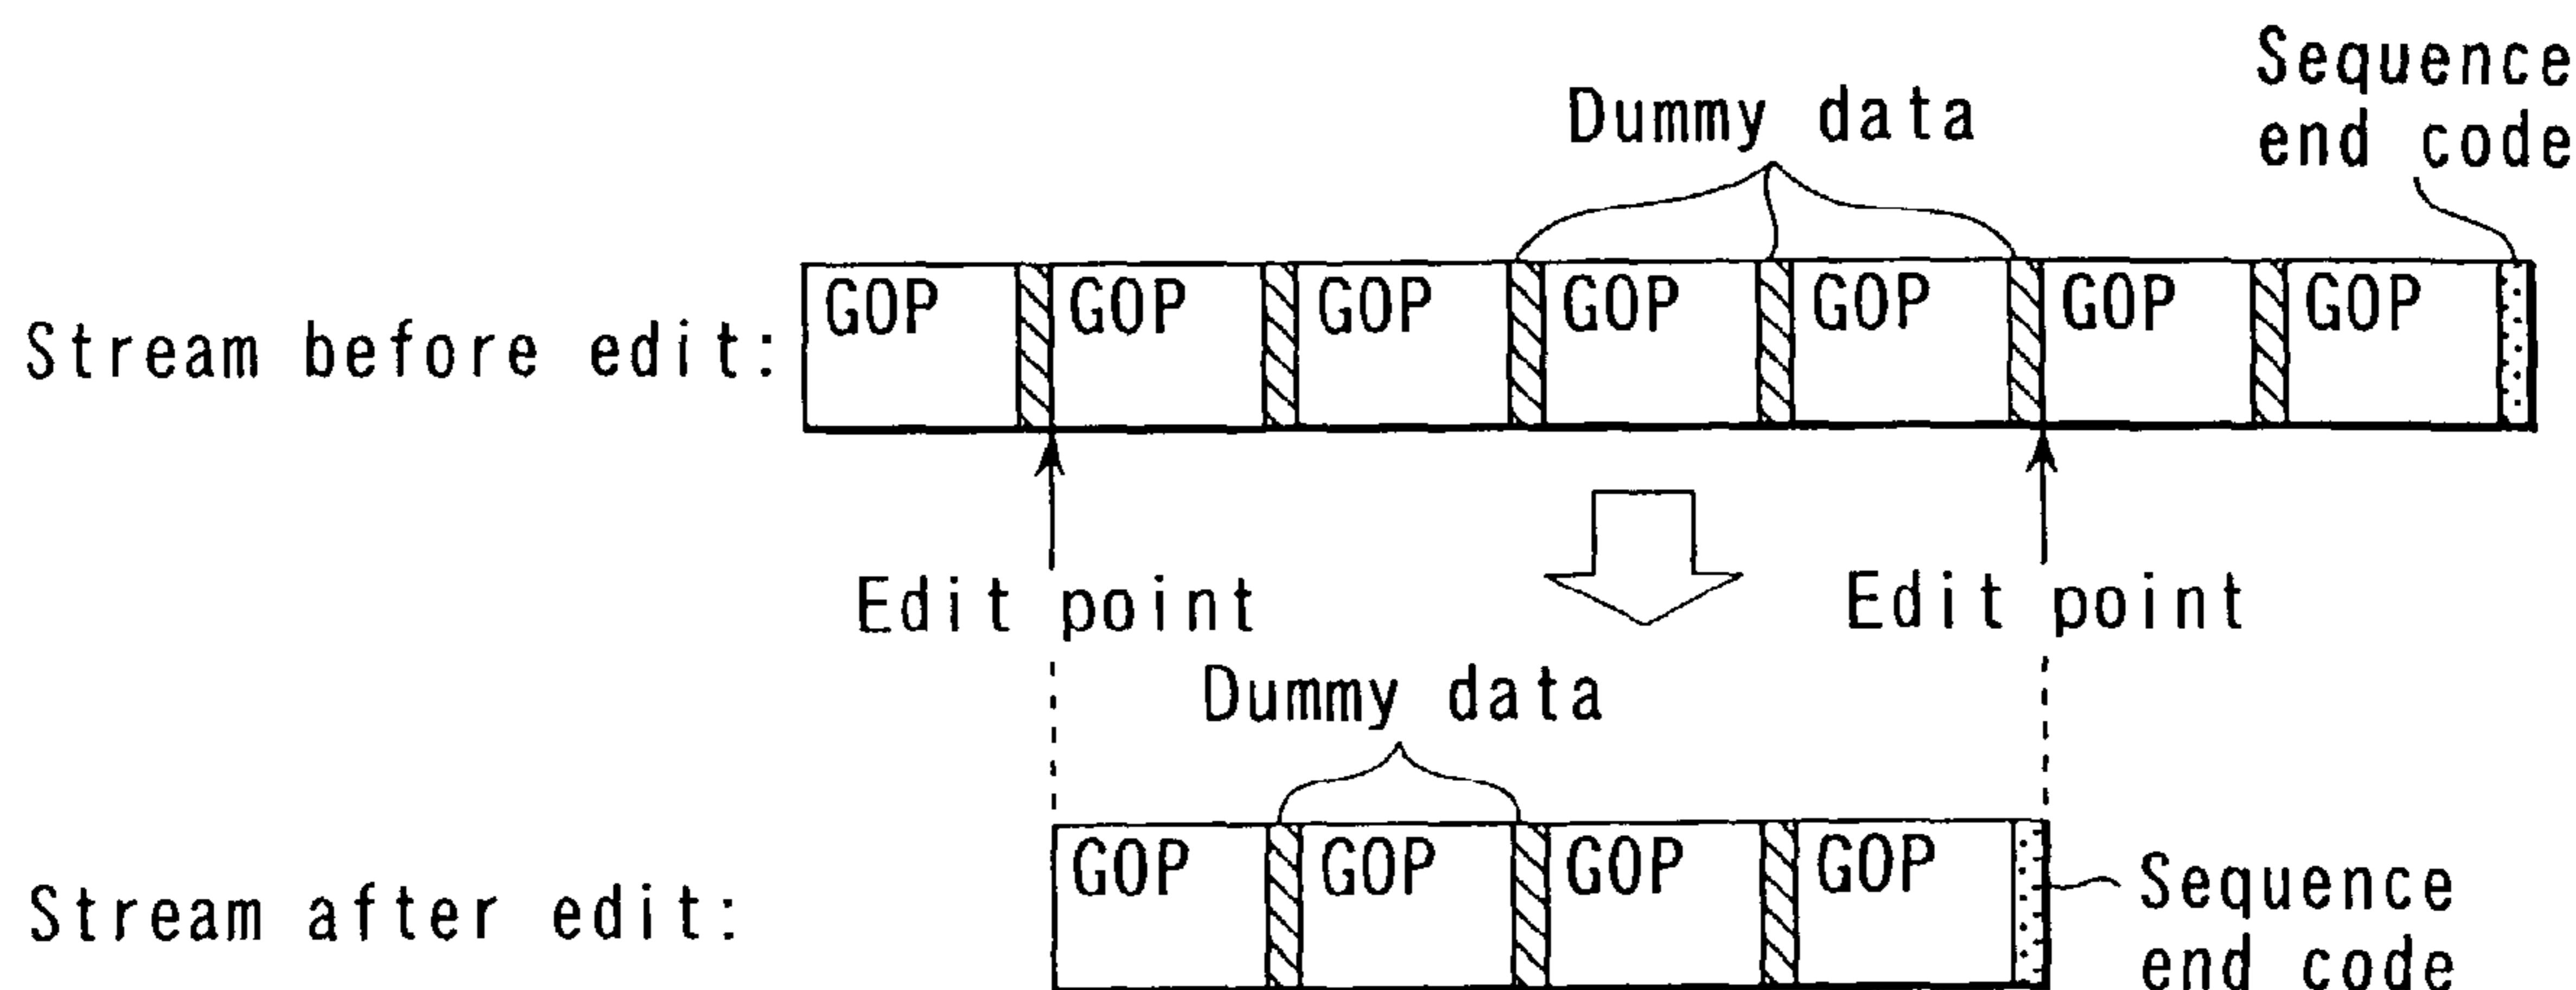 Sequence
end code
Dummy data
Stream before edit: GOP GOP GOP GOP GOP GOP GOP
Edit point Edit point
Dummy data
Stream after edit: GOP GOP GOP GOP
Sequence
end code